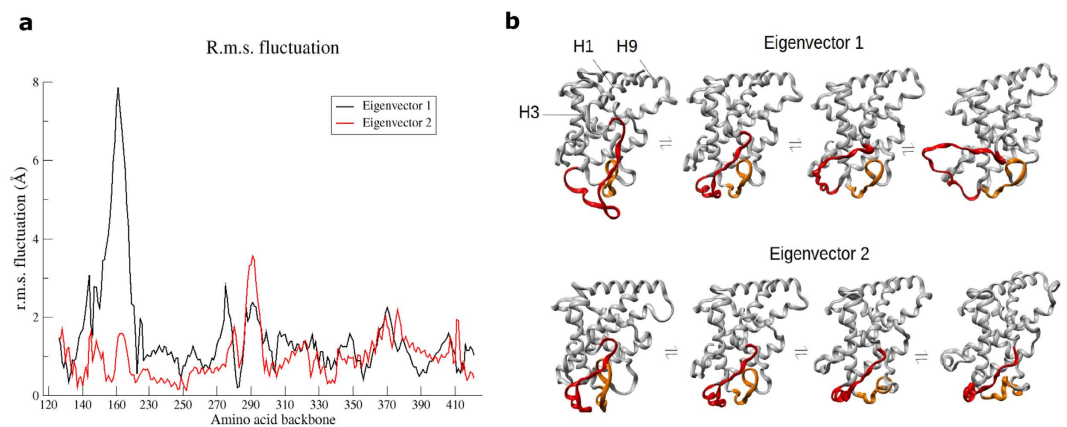 a
R.m.s. fluctuation
r.m.s. fluctuation (Å)
8
6
4
2
0
Eigenvector 1
Eigenvector 2
120 140 160 230 250 270 290 310 330 350 370 390 410
Amino acid backbone
b
Eigenvector 1
H1 H9
H3
Eigenvector 2